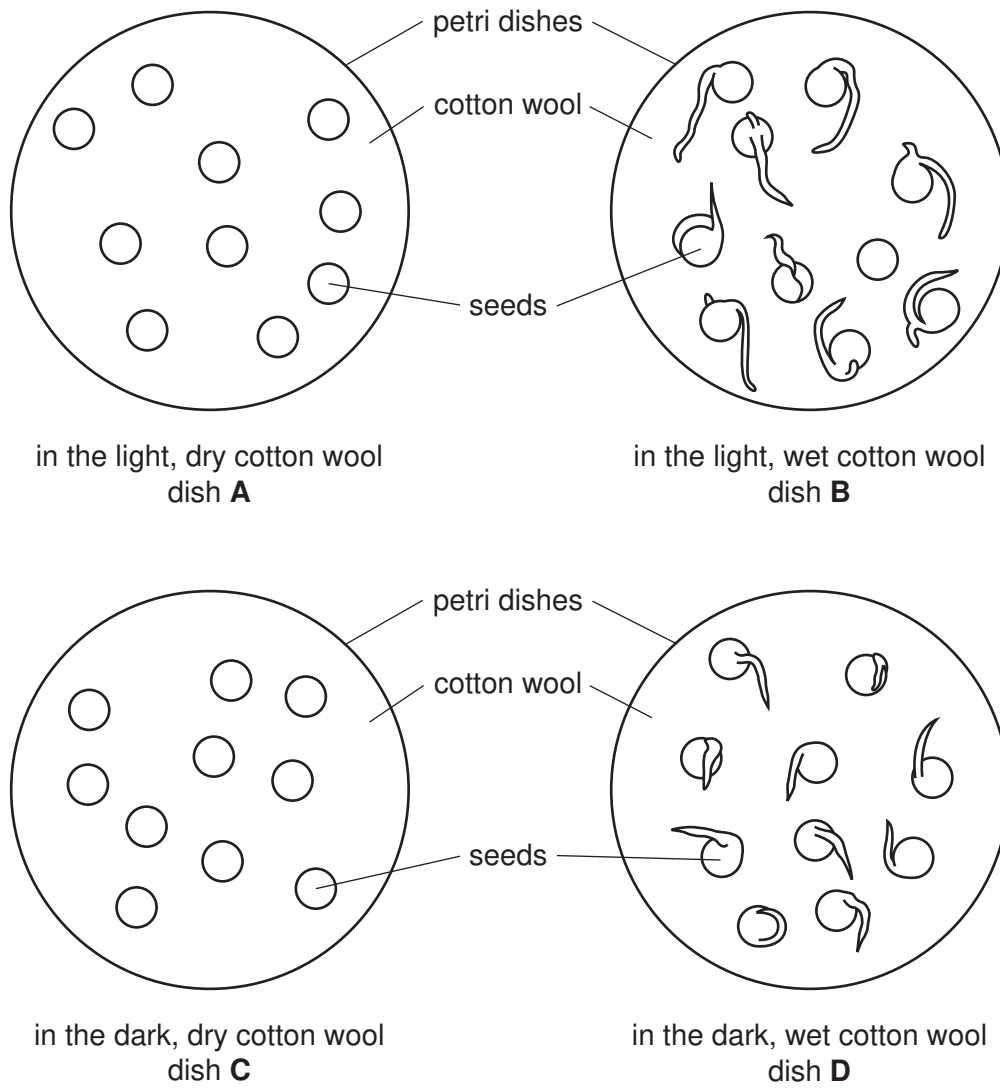 petri dishes
cotton wool
seeds
in the light, dry cotton wool
dish A
in the light, wet cotton wool
dish B
petri dishes
cotton wool
seeds
in the dark, dry cotton wool
dish C
in the dark, wet cotton wool
dish D